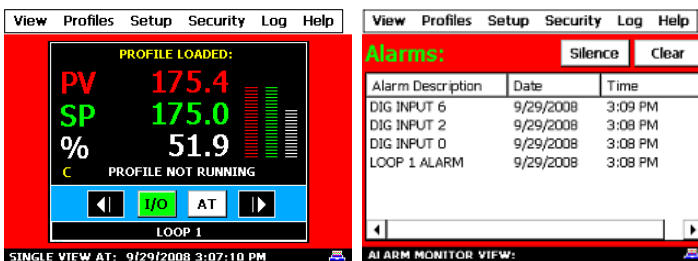 View Profiles Setup Security Log Help
PROFILE LOADED:
PV 175.4
SP 175.0
% 51.9
C PROFILE NOT RUNNING
I/O AT
LOOP 1
SINGLE VIEW AT: 9/29/2008 3:07:10 PM
View Profiles Setup Security Log Help
Alarms: Silence Clear
Alarm Description Date Time
DIG INPUT 6 9/29/2008 3:09 PM
DIG INPUT 2 9/29/2008 3:08 PM
DIG INPUT 0 9/29/2008 3:08 PM
LOOP 1 ALARM 9/29/2008 3:08 PM
ALARM MONITOR VIEW: